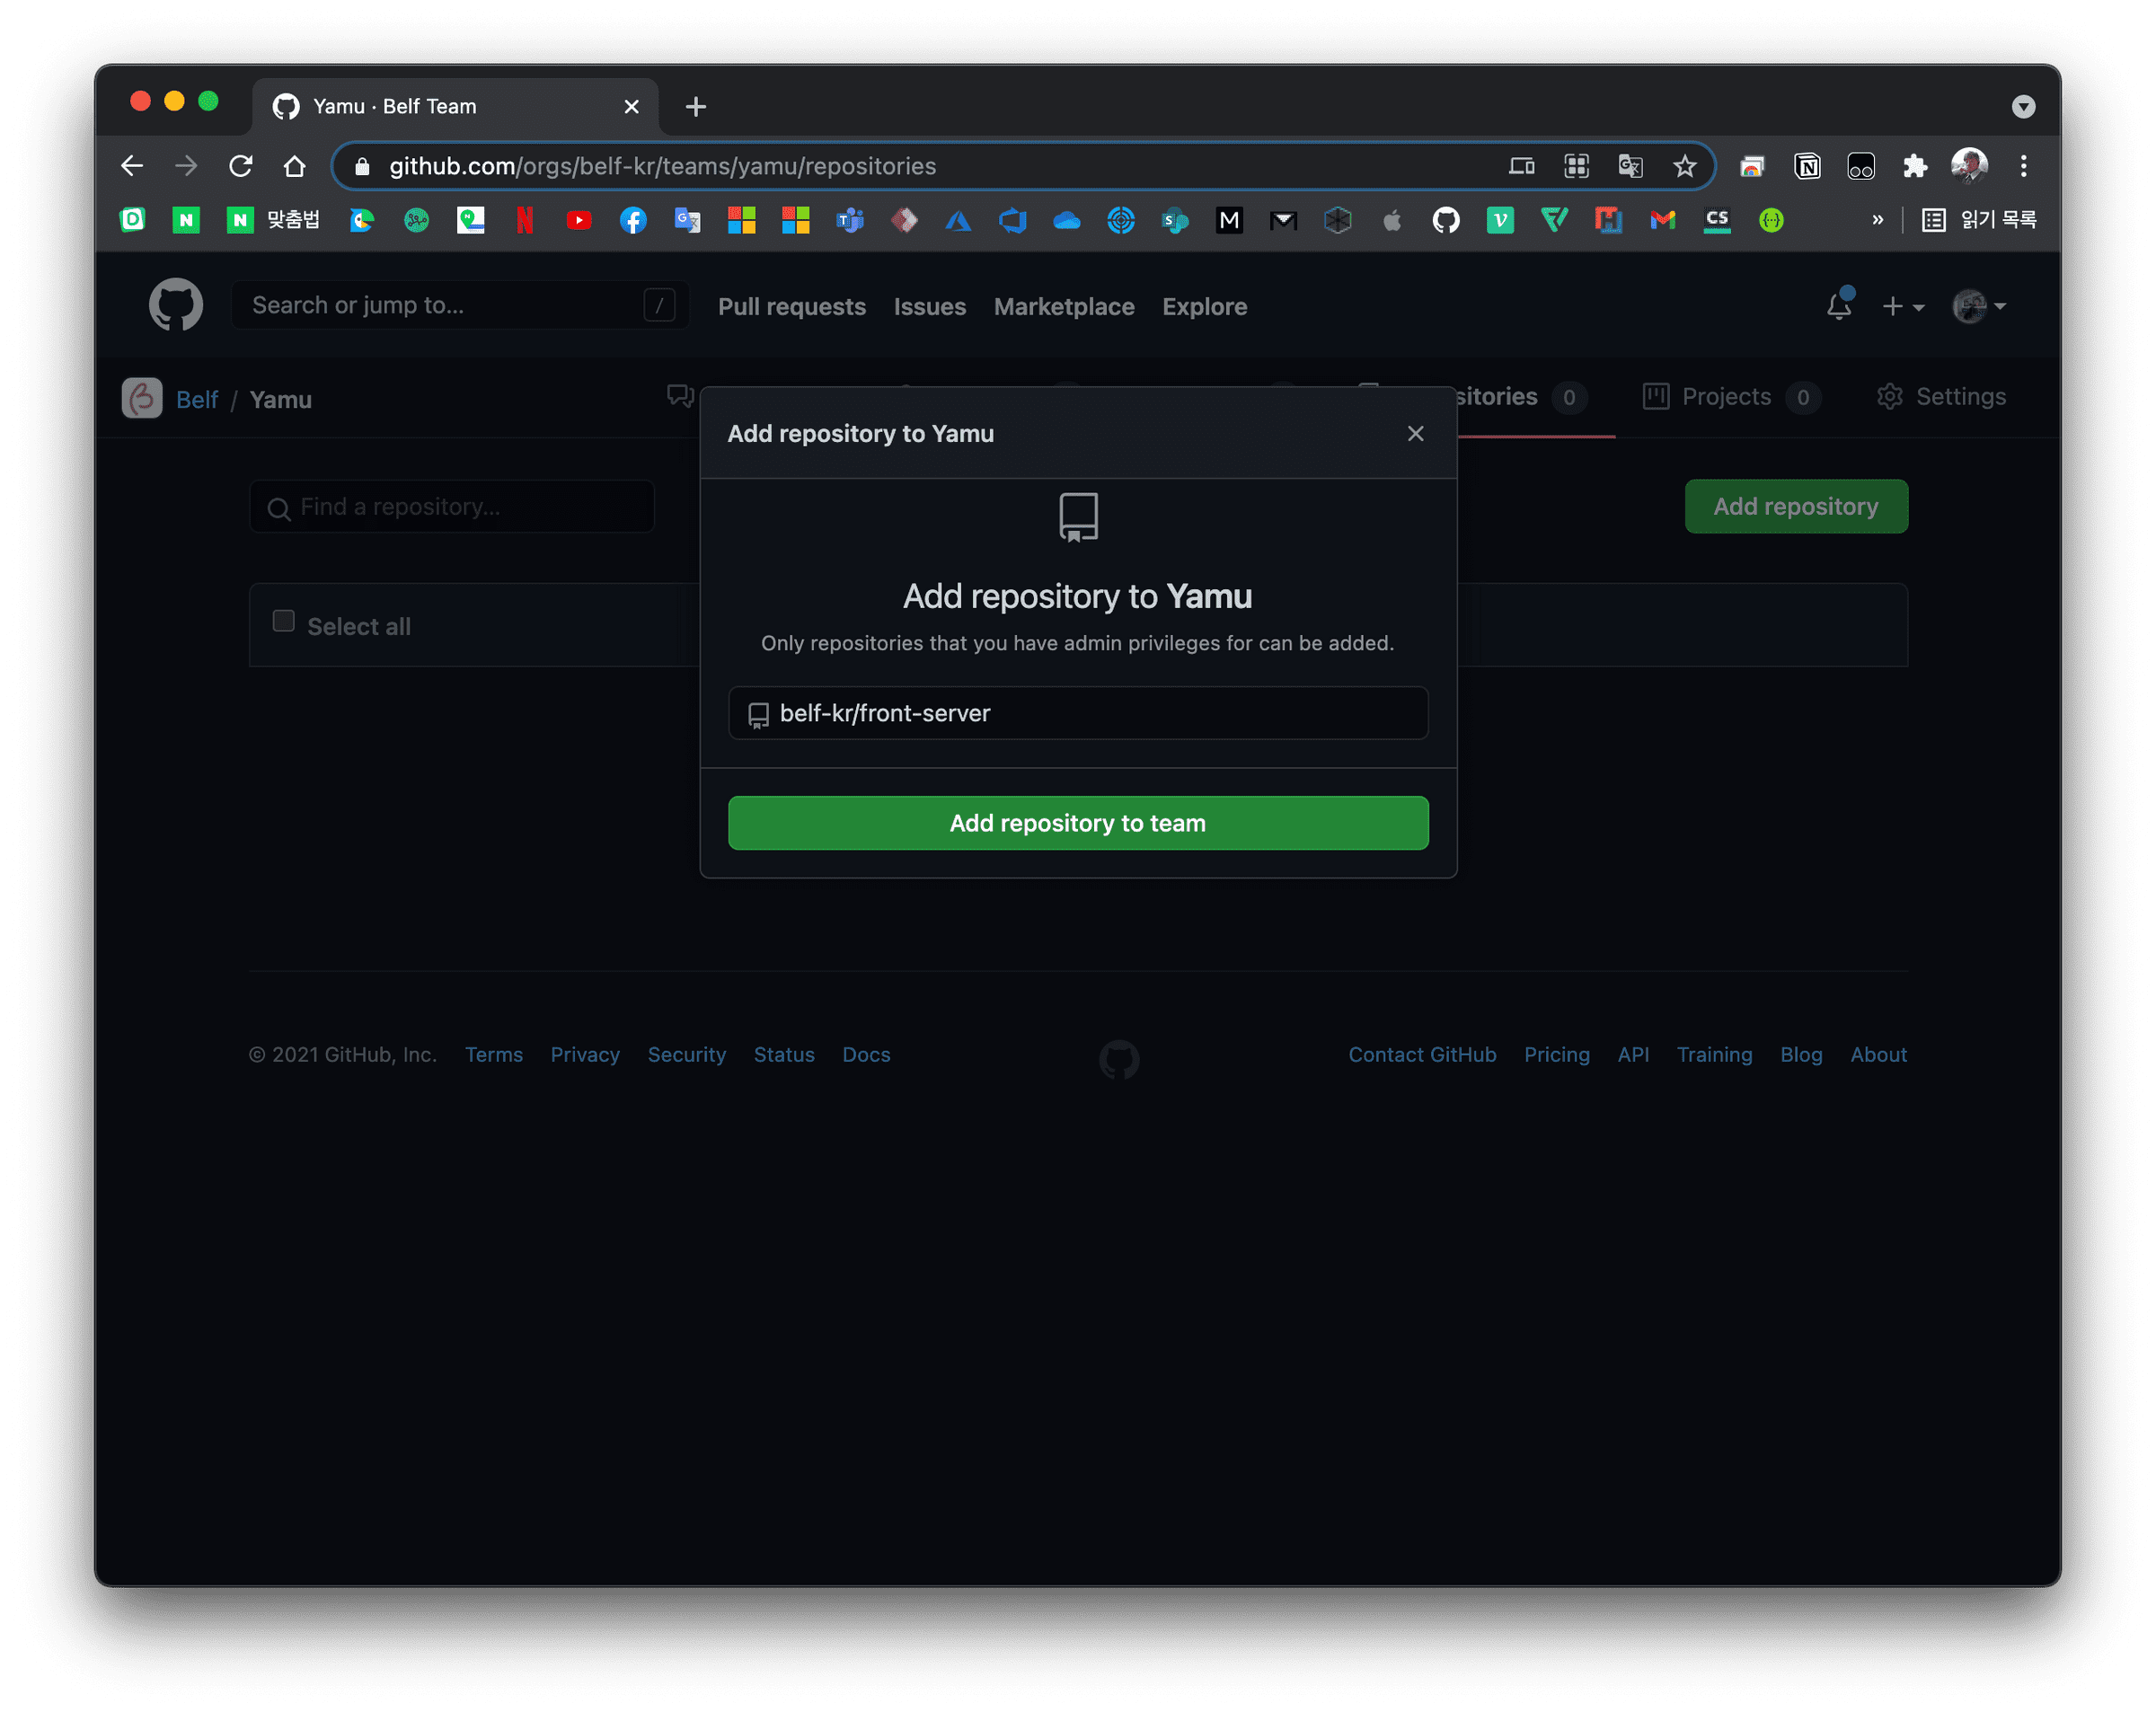 Yamu · Belf Team
github.com/orgs/belf-kr/teams/yamu/repositories
맞춤법
읽기 목록
Search or jump to... /
Pull requests Issues Marketplace Explore
Belf / Yamu
sitories 0 Projects 0 Settings
Add repository to Yamu
Find a repository...
Add repository
Select all
Add repository to Yamu
Only repositories that you have admin privileges for can be added.
belf-kr/front-server
Add repository to team
© 2021 GitHub, Inc. Terms Privacy Security Status Docs
Contact GitHub Pricing API Training Blog About